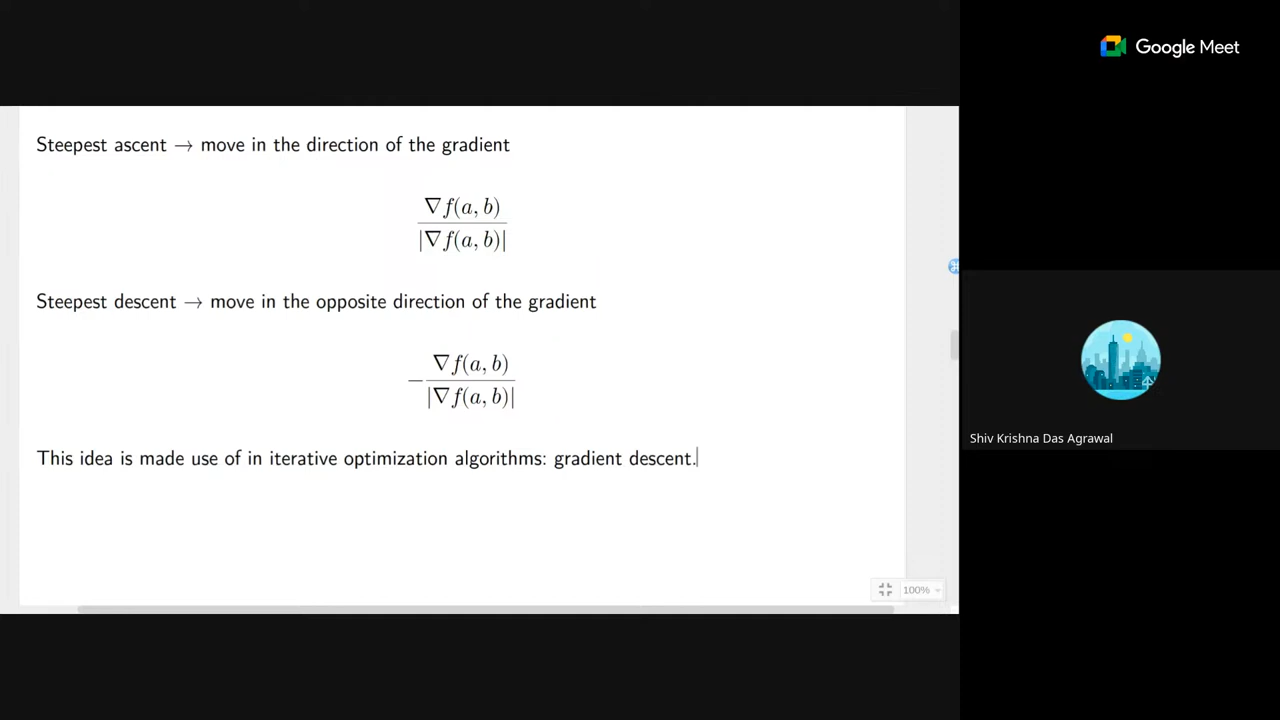 Google Meet
Steepest ascent → move in the direction of the gradient
∇f(a, b)
|∇f(a, b)|
Steepest descent → move in the opposite direction of the gradient
−∇f(a, b)
|∇f(a, b)|
This idea is made use of in iterative optimization algorithms: gradient descent.
Shiv Krishna Das Agrawal
100%